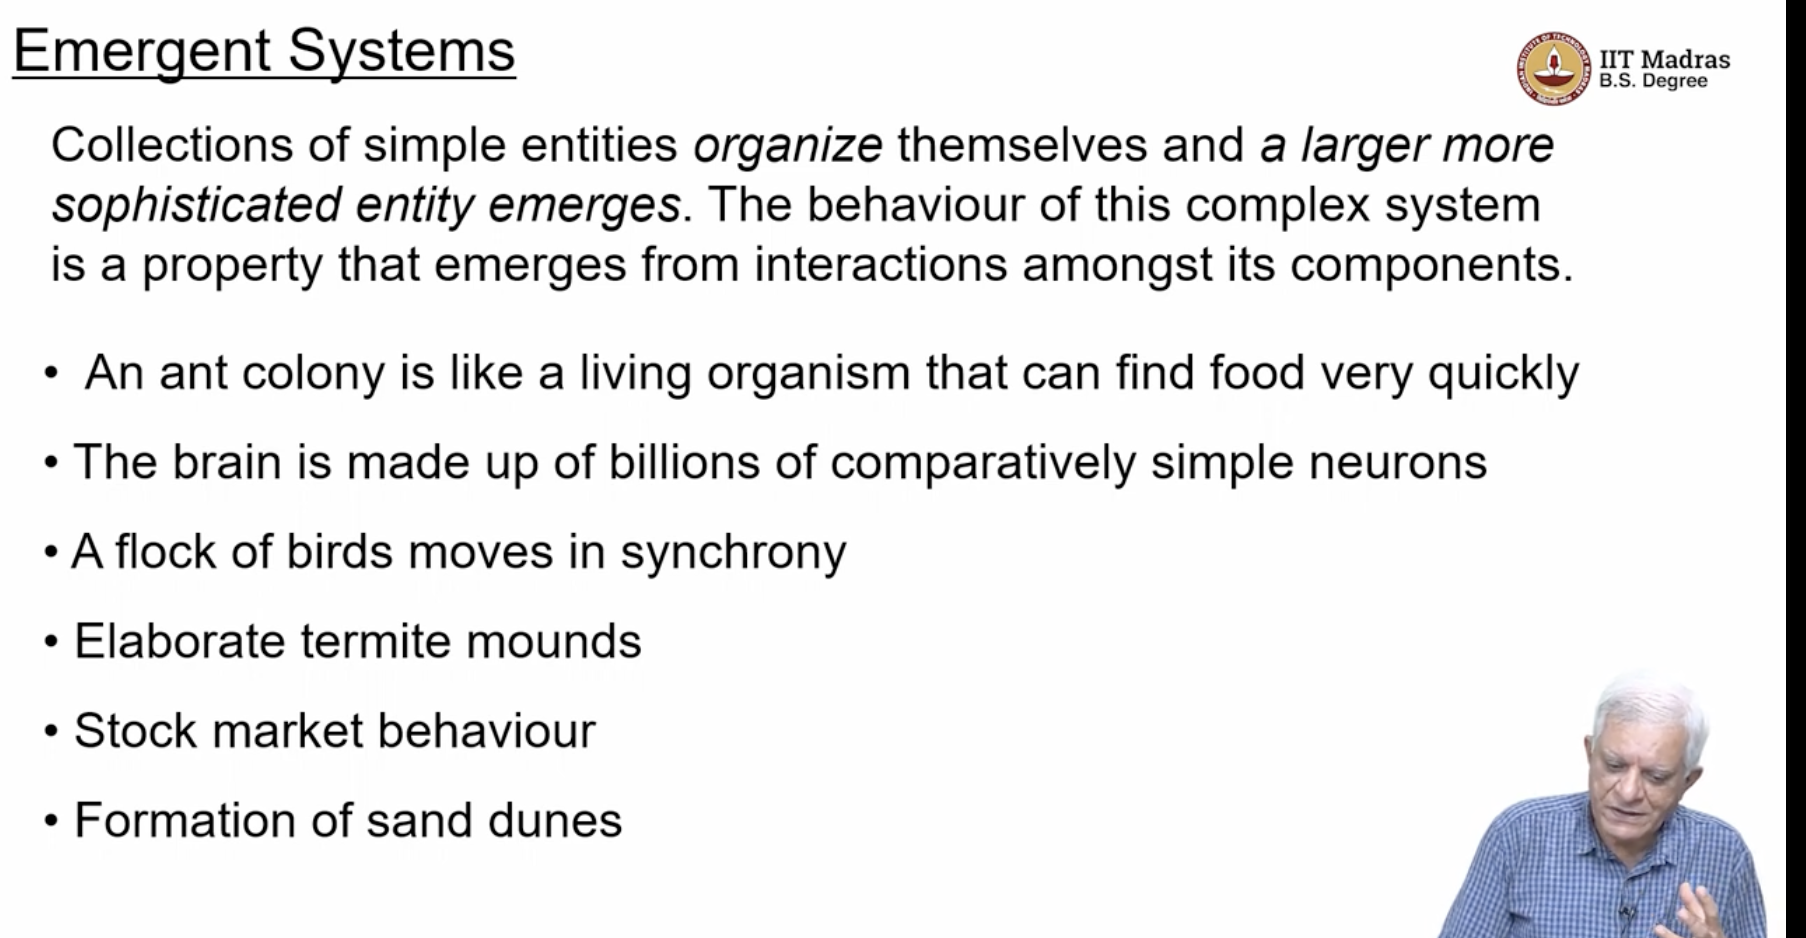 Emergent Systems
IIT Madras
B.S. Degree
Collections of simple entities organize themselves and a larger more
sophisticated entity emerges. The behaviour of this complex system
is a property that emerges from interactions amongst its components.
• An ant colony is like a living organism that can find food very quickly
• The brain is made up of billions of comparatively simple neurons
• A flock of birds moves in synchrony
• Elaborate termite mounds
• Stock market behaviour
• Formation of sand dunes